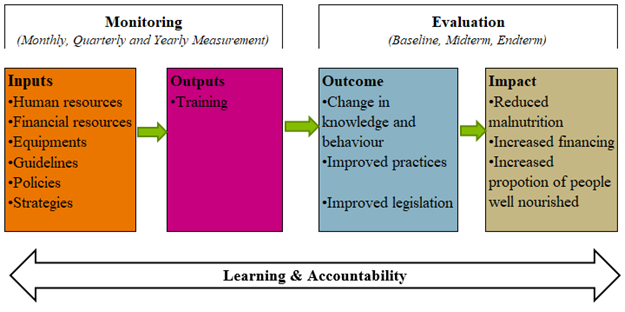 Monitoring
(Monthly, Quarterly and Yearly Measurement)
Evaluation
(Baseline, Midterm, Endterm)
Inputs
•Human resources
•Financial resources
•Equipments
•Guidelines
•Policies
•Strategies
Outputs
•Training
Outcome
•Change in
knowledge and
behaviour
•Improved practices
•Improved legislation
Impact
•Reduced
malnutrition
•Increased financing
•Increased
propotion of people
well nourished
Learning & Accountability